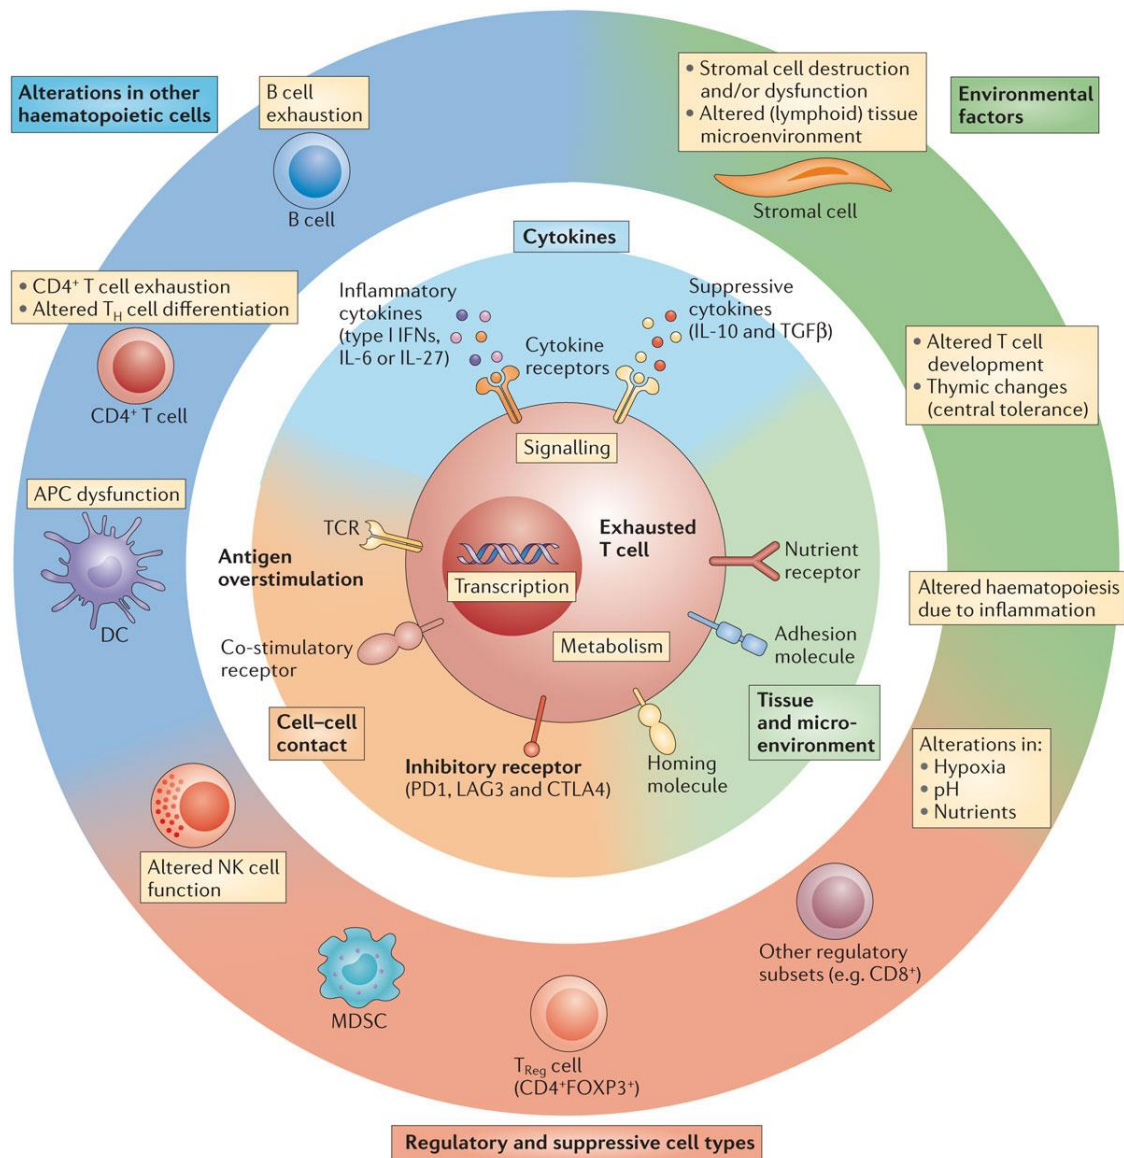 Alterations in other
haematopoietic cells
B cell
exhaustion
B cell
• Stromal cell destruction
and/or dysfunction
• Altered (lymphoid) tissue
microenvironment
Stromal cell
Environmental
factors
• CD4⁺ T cell exhaustion
• Altered T_H cell differentiation
CD4⁺ T cell
Cytokines
Inflammatory
cytokines
(type I IFNs,
IL-6 or IL-27)
Cytokine
receptors
Suppressive
cytokines
(IL-10 and TGFβ)
Signalling
• Altered T cell
development
• Thymic changes
(central tolerance)
APC dysfunction
DC
TCR
Antigen
overstimulation
Transcription
Exhausted
T cell
Nutrient
receptor
Altered haematopoiesis
due to inflammation
Co-stimulatory
receptor
Metabolism
Adhesion
molecule
Cell–cell
contact
Inhibitory receptor
(PD1, LAG3 and CTLA4)
Homing
molecule
Tissue
and micro-
environment
Alterations in:
• Hypoxia
• pH
• Nutrients
Altered NK cell
function
MDSC
T_Reg cell
(CD4⁺FOXP3⁺)
Other regulatory
subsets (e.g. CD8⁺)
Regulatory and suppressive cell types